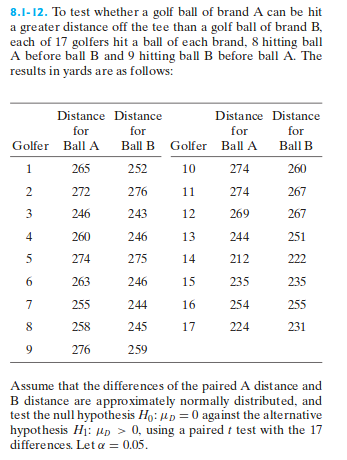 8.1-12. To test whether a golf ball of brand A can be hit
a greater distance off the tee than a golf ball of brand B,
each of 17 golfers hit a ball of each brand, 8 hitting ball
A before ball B and 9 hitting ball B before ball A. The
results in yards are as follows:
Distance Distance Distance Distance
for for for for
Golfer Ball A Ball B Golfer Ball A Ball B
1 265 252 10 274 260
2 272 276 11 274 267
3 246 243 12 269 267
4 260 246 13 244 251
5 274 275 14 212 222
6 263 246 15 235 235
7 255 244 16 254 255
8 258 245 17 224 231
9 276 259
Assume that the differences of the paired A distance and
B distance are approximately normally distributed, and
test the null hypothesis H₀: μ_D = 0 against the alternative
hypothesis H₁: μ_D > 0, using a paired t test with the 17
differences. Let α = 0.05.